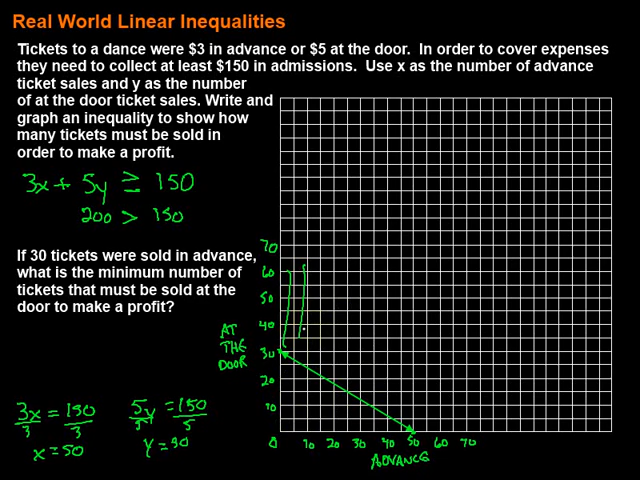 Real World Linear Inequalities
Tickets to a dance were $3 in advance or $5 at the door. In order to cover expenses
they need to collect at least $150 in admissions. Use x as the number of advance
ticket sales and y as the number
of at the door ticket sales. Write and
graph an inequality to show how
many tickets must be sold in
order to make a profit.
3x + 5y ≥ 150
200 > 150
If 30 tickets were sold in advance,
what is the minimum number of
tickets that must be sold at the
door to make a profit?
3x = 150
3 3
x = 50
5y = 150
5 5
y = 30
AT
THE
DOOR
70
60
50
40
30
20
10
0 10 20 30 40 50 60 70
ADVANCE